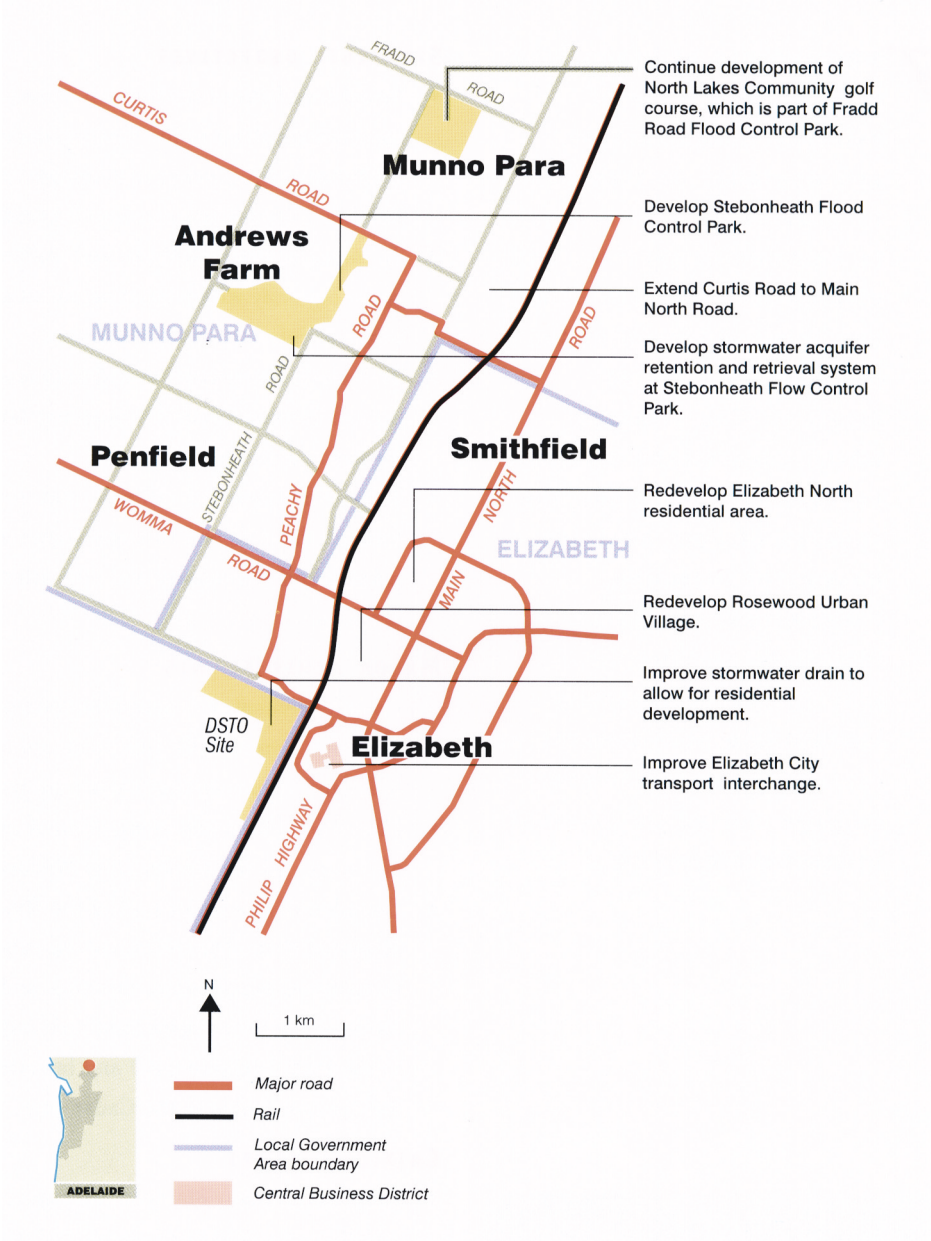 FRADD
ROAD
Continue development of
North Lakes Community golf
course, which is part of Fradd
Road Flood Control Park.
CURTIS
ROAD
Munno Para
Develop Stebonheath Flood
Control Park.
Andrews
Farm
Extend Curtis Road to Main
North Road.
ROAD
ROAD
MUNNO PARA
Develop stormwater acquifer
retention and retrieval system
at Stebonheath Flow Control
Park.
ROAD
STEBONHEATH
Penfield
Smithfield
Redevelop Elizabeth North
residential area.
WOMMA
ROAD
PEACHY
NORTH
MAIN
ELIZABETH
Redevelop Rosewood Urban
Village.
Improve stormwater drain to
allow for residential
development.
DSTO
Site
Elizabeth
Improve Elizabeth City
transport interchange.
PHILIP HIGHWAY
N
1 km
Major road
Rail
Local Government
Area boundary
Central Business District
ADELAIDE